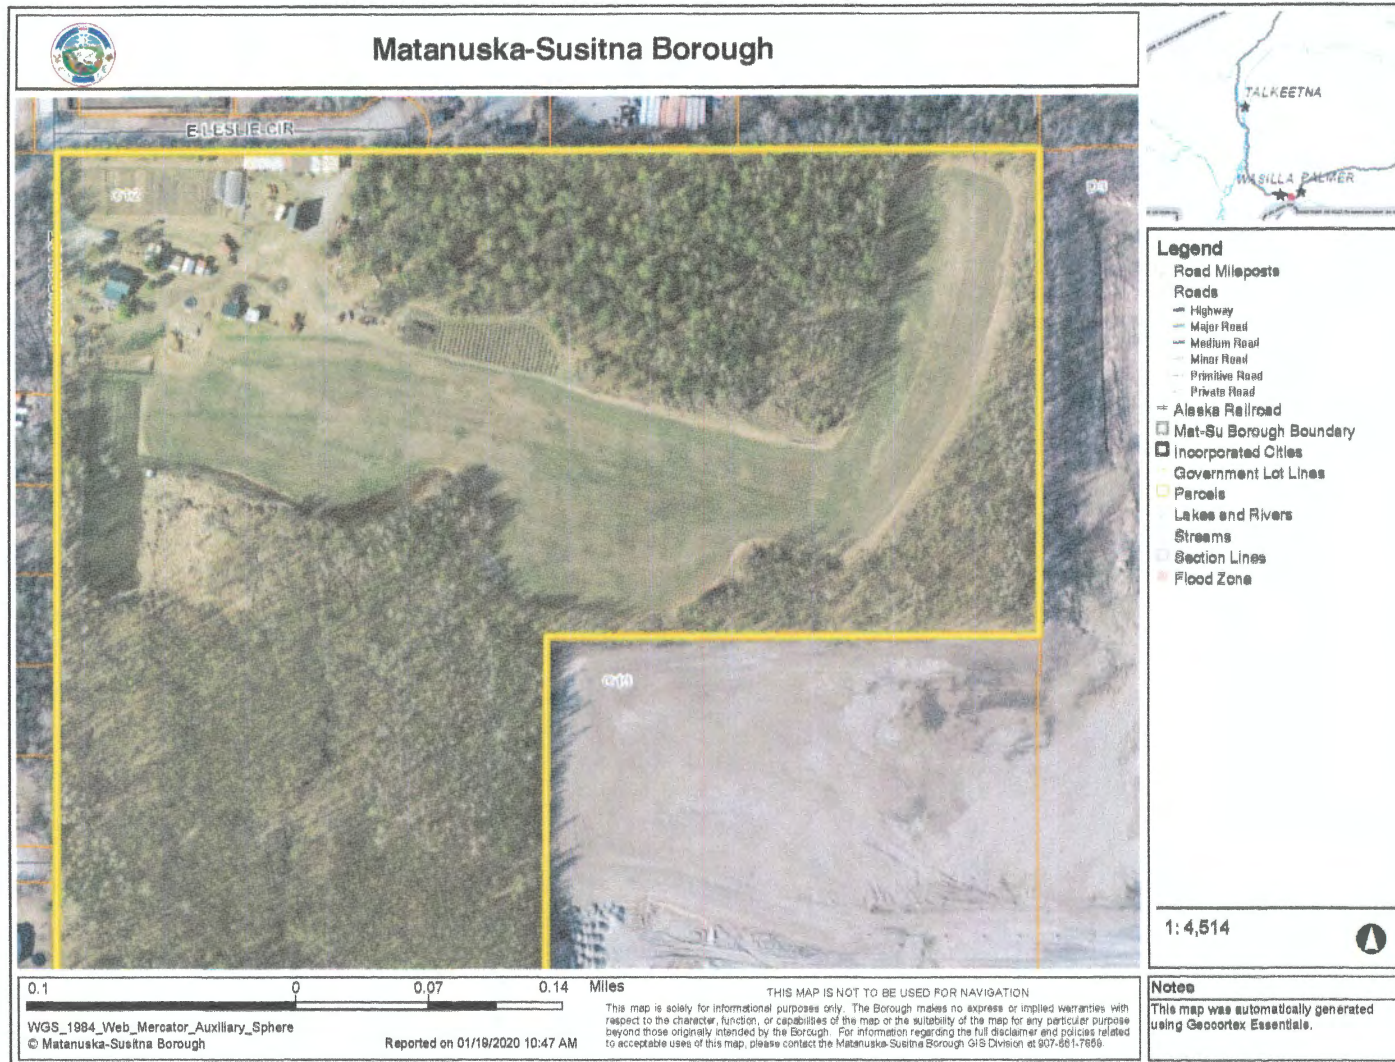 Matanuska-Susitna Borough
E LESLIE CIR
C12
D3
C11
TALKEETNA
WASILLA PALMER
Legend
Road Mileposts
Roads
Highway
Major Road
Medium Road
Minor Road
Primitive Road
Private Road
Alaska Railroad
Mat-Su Borough Boundary
Incorporated Cities
Government Lot Lines
Parcels
Lakes and Rivers
Streams
Section Lines
Flood Zone
1: 4,514
0.1 0 0.07 0.14 Miles
WGS_1984_Web_Mercator_Auxiliary_Sphere
© Matanuska-Susitna Borough
Reported on 01/19/2020 10:47 AM
THIS MAP IS NOT TO BE USED FOR NAVIGATION
This map is solely for informational purposes only. The Borough makes no express or implied warranties with
respect to the character, function, or capabilities of the map or the suitability of the map for any particular purpose
beyond those originally intended by the Borough. For information regarding the full disclaimer and policies related
to acceptable uses of this map, please contact the Matanuska-Susitna Borough GIS Division at 907-861-7858.
Notes
This map was automatically generated
using Geocortex Essentials.